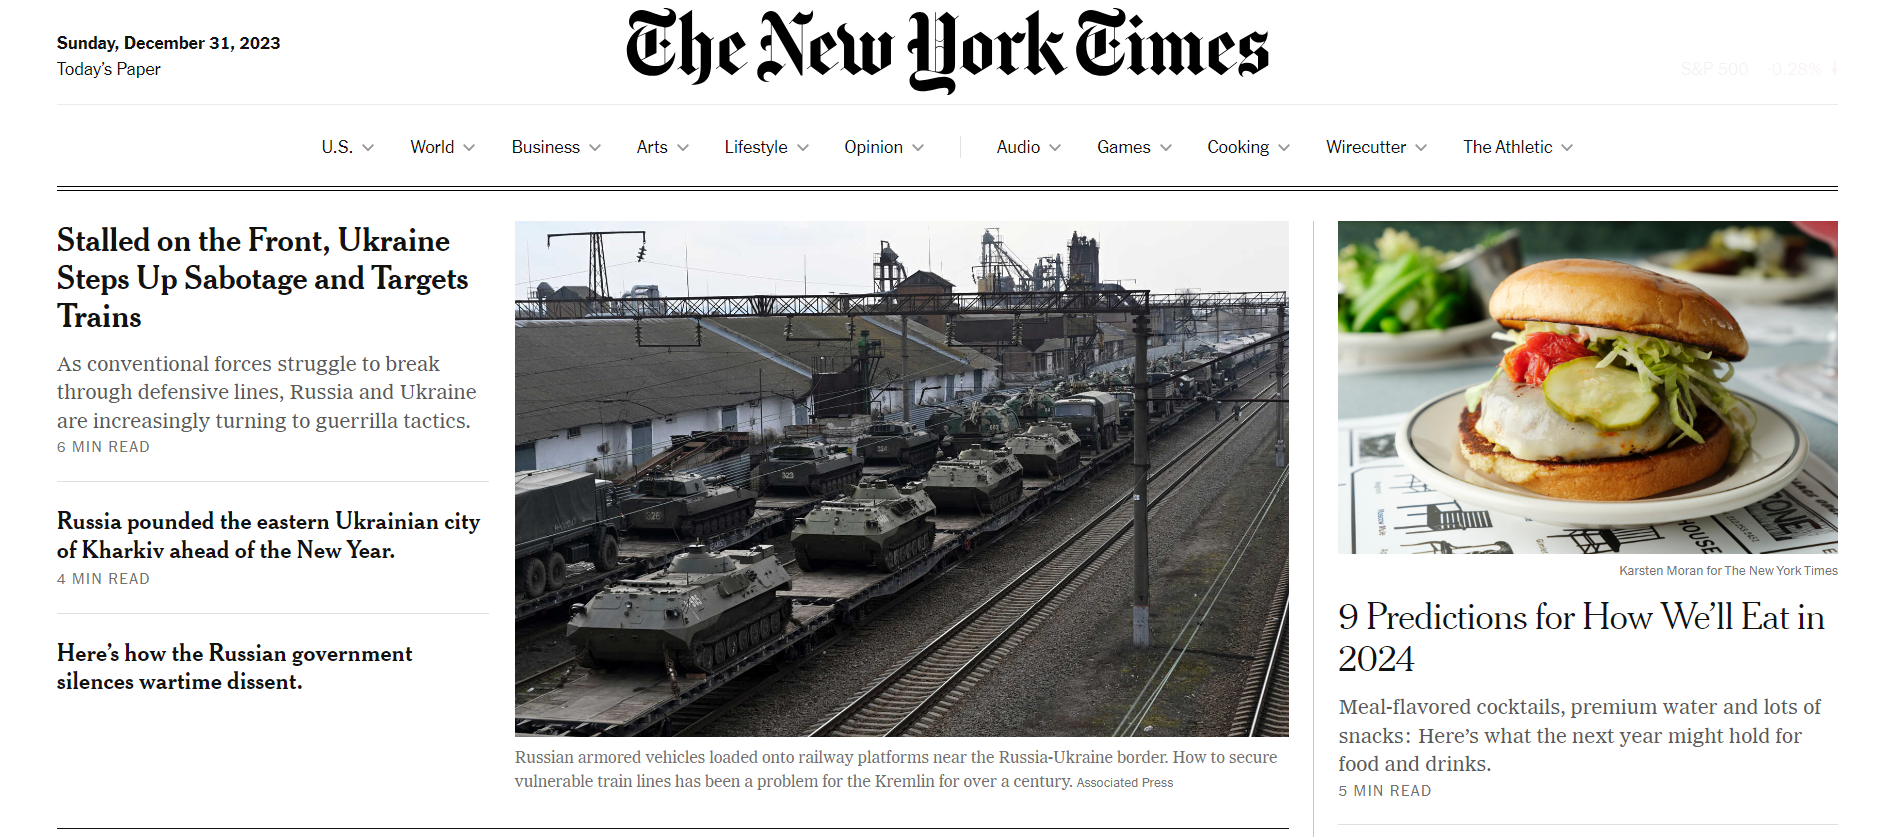 Sunday, December 31, 2023
Today's Paper
The New York Times
S&P 500 -0.28%
U.S.
World
Business
Arts
Lifestyle
Opinion
Audio
Games
Cooking
Wirecutter
The Athletic
Stalled on the Front, Ukraine
Steps Up Sabotage and Targets
Trains
As conventional forces struggle to break
through defensive lines, Russia and Ukraine
are increasingly turning to guerrilla tactics.
6 MIN READ
Russia pounded the eastern Ukrainian city
of Kharkiv ahead of the New Year.
4 MIN READ
Here's how the Russian government
silences wartime dissent.
Russian armored vehicles loaded onto railway platforms near the Russia-Ukraine border. How to secure
vulnerable train lines has been a problem for the Kremlin for over a century. Associated Press
HOUSE
Karsten Moran for The New York Times
9 Predictions for How We'll Eat in
2024
Meal-flavored cocktails, premium water and lots of
snacks: Here's what the next year might hold for
food and drinks.
5 MIN READ